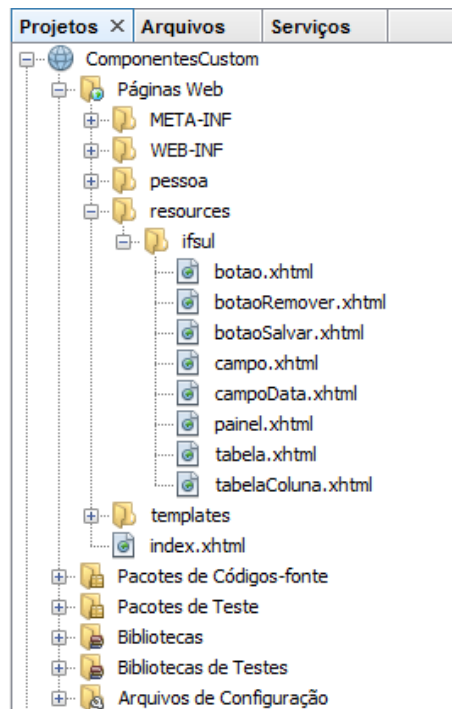 Projetos × Arquivos Serviços
ComponentesCustom
Páginas Web
META-INF
WEB-INF
pessoa
resources
ifsul
botao.xhtml
botaoRemover.xhtml
botaoSalvar.xhtml
campo.xhtml
campoData.xhtml
painel.xhtml
tabela.xhtml
tabelaColuna.xhtml
templates
index.xhtml
Pacotes de Códigos-fonte
Pacotes de Teste
Bibliotecas
Bibliotecas de Testes
Arquivos de Configuração